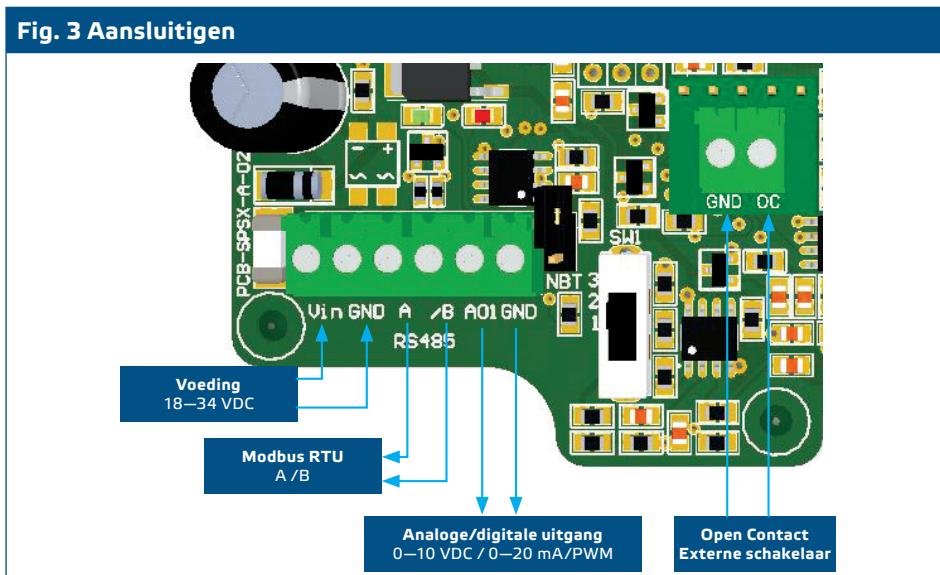 Fig. 3 Aansluitigen
PCB-SPSX-A-02
- +
GND OC
SW1
NBT 3
2
1
Vin GND A /B AO1 GND
RS485
Voeding
18—34 VDC
Modbus RTU
A /B
Analoge/digitale uitgang
0—10 VDC / 0—20 mA/PWM
Open Contact
Externe schakelaar